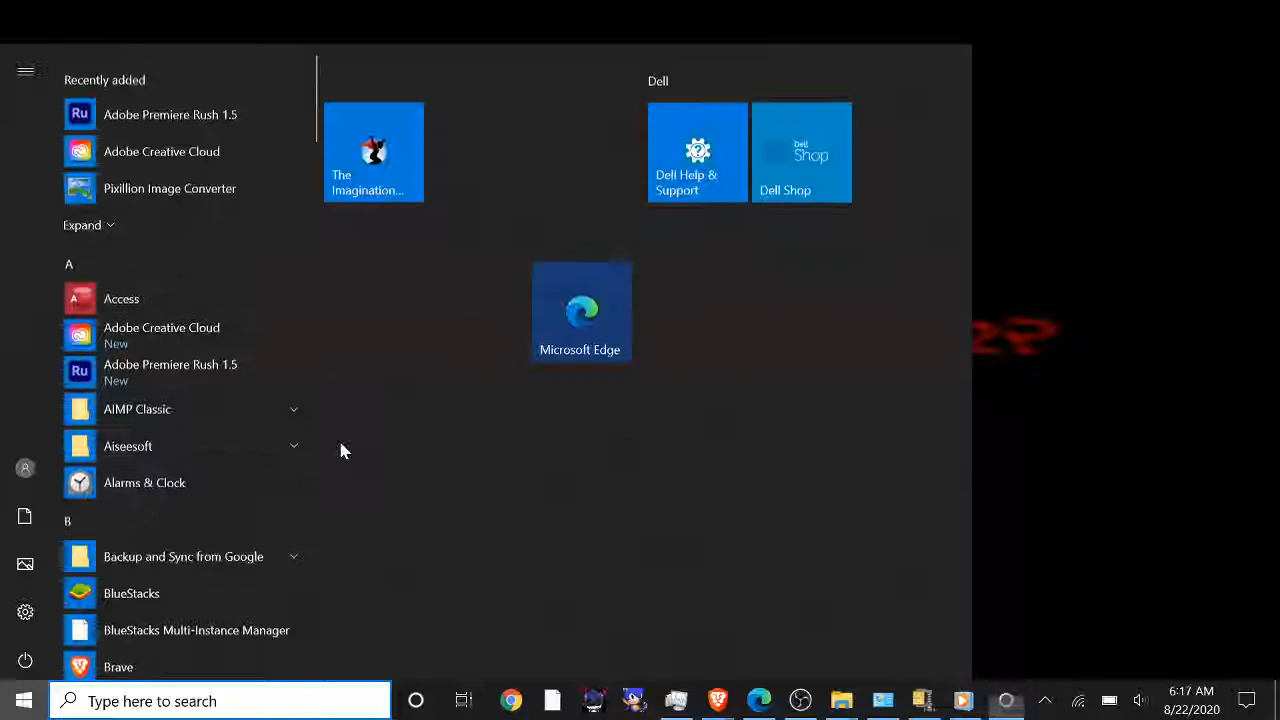 Recently added
Adobe Premiere Rush 1.5
Adobe Creative Cloud
Pixillion Image Converter
Expand
A
Access
Adobe Creative Cloud
New
Adobe Premiere Rush 1.5
New
AIMP Classic
Aiseesoft
Alarms & Clock
B
Backup and Sync from Google
BlueStacks
BlueStacks Multi-Instance Manager
Brave
The
Imagination...
Dell
Dell Help &
Support
Dell
Shop
Dell Shop
Microsoft Edge
Type here to search
6:17 AM
8/22/2020